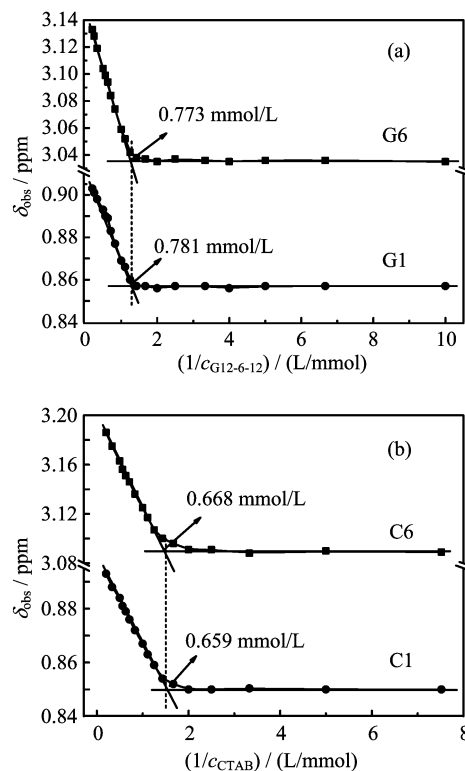 (a)
3.14
3.12
3.10
3.08
3.06
3.04
0.90
0.88
0.86
0.84
δobs / ppm
0.773 mmol/L
G6
0.781 mmol/L
G1
0 2 4 6 8 10
(1/cG12-6-12) / (L/mmol)
(b)
3.20
3.16
3.12
3.08
0.88
0.86
0.84
δobs / ppm
0.668 mmol/L
C6
0.659 mmol/L
C1
0 2 4 6 8
(1/cCTAB) / (L/mmol)